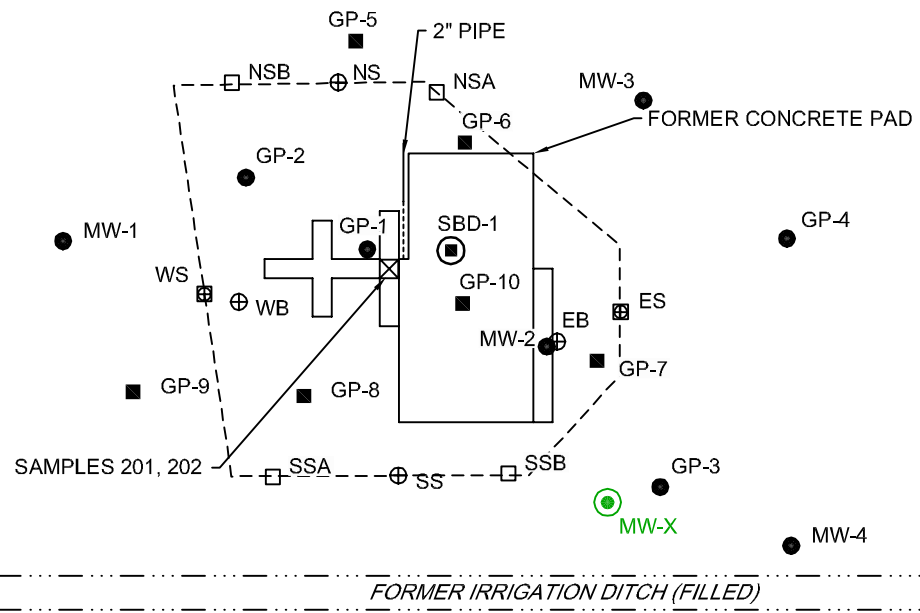 GP-5
2" PIPE
NSB
NS
NSA
MW-3
FORMER CONCRETE PAD
GP-6
GP-2
MW-1
GP-1
SBD-1
GP-4
WS
WB
GP-10
ES
EB
MW-2
GP-7
GP-9
GP-8
SAMPLES 201, 202
SSA
SS
SSB
GP-3
MW-X
MW-4
FORMER IRRIGATION DITCH (FILLED)